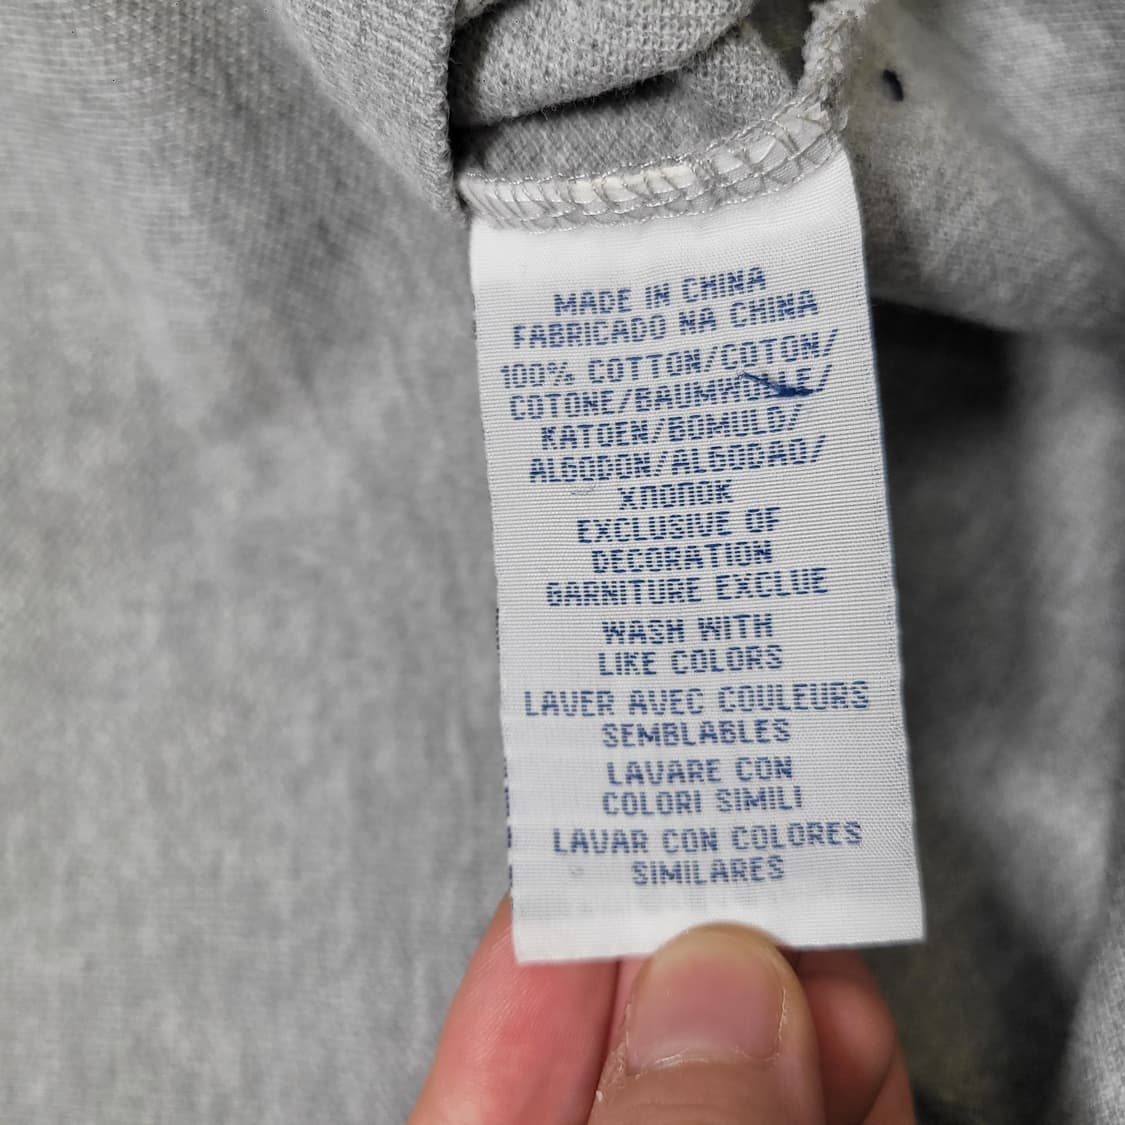 MADE IN CHINA
FABRICADO NA CHINA
100% COTTON/COTON/
COTONE/BAUMWOLLE/
KATOEN/BOMULD/
ALGODON/ALGODAO/
ХЛОПОК
EXCLUSIVE OF
DECORATION
GARNITURE EXCLUE
WASH WITH
LIKE COLORS
LAVER AVEC COULEURS
SEMBLABLES
LAVARE CON
COLORI SIMILI
LAVAR CON COLORES
SIMILARES